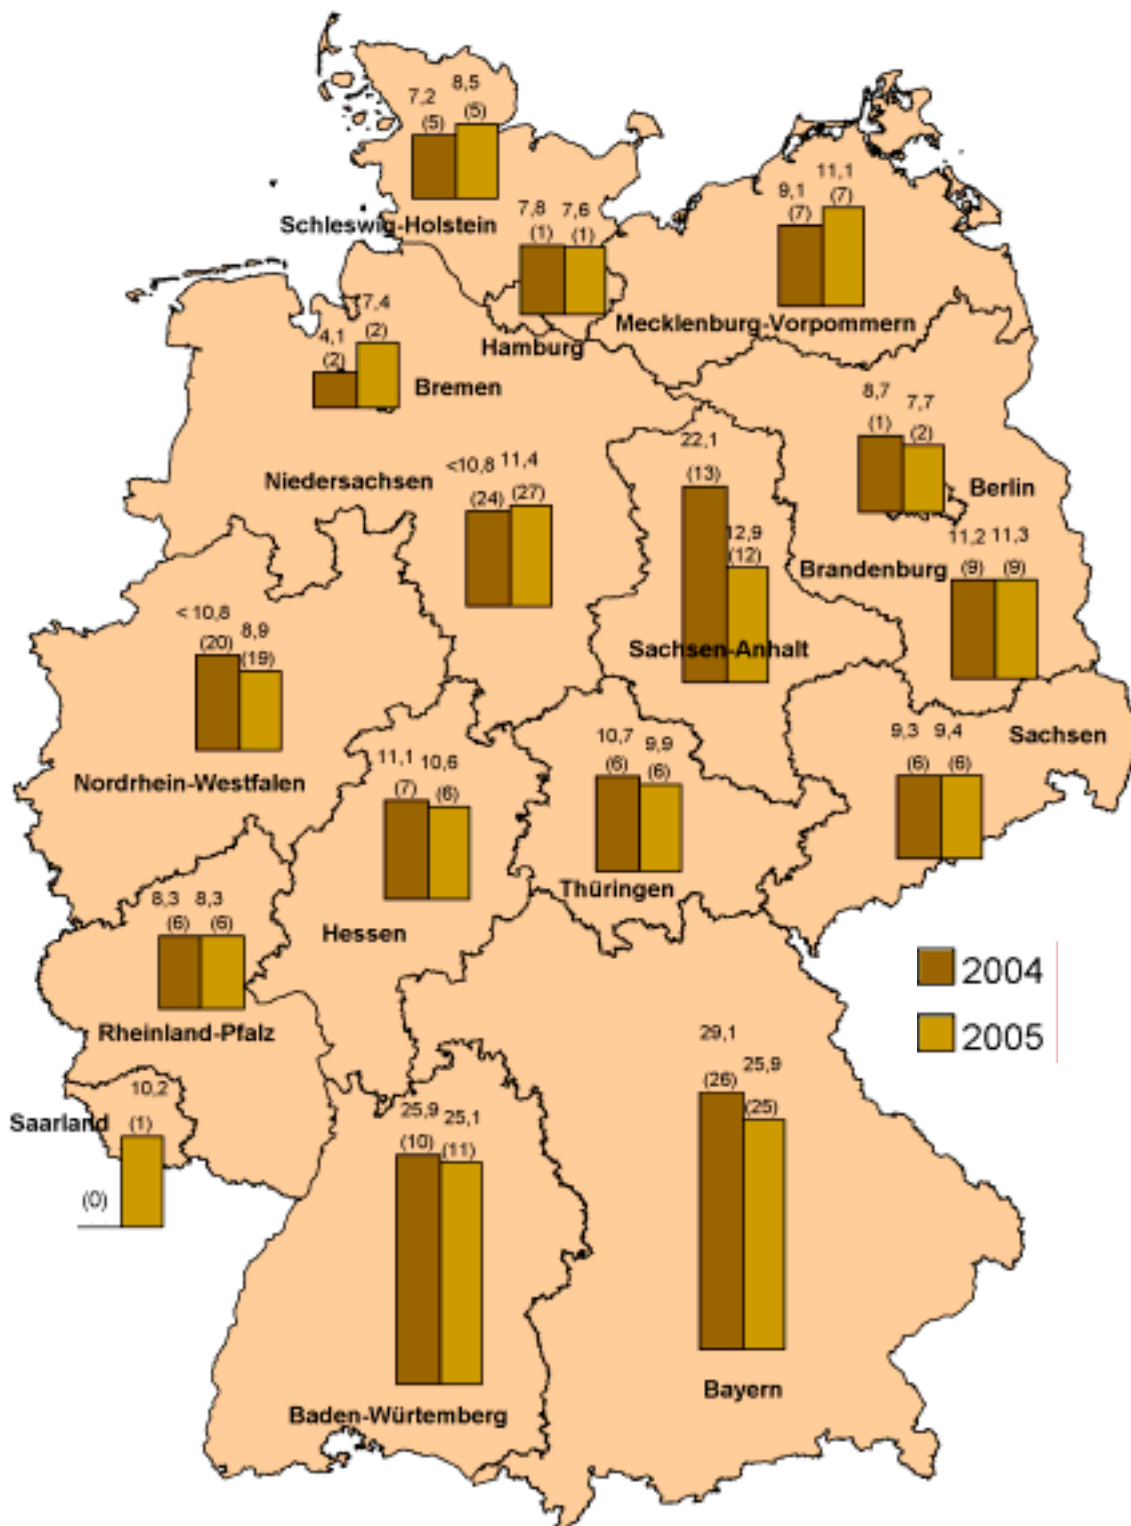 7,2 8,5
(5) (5)
Schleswig-Holstein
7,8 7,6
(1) (1)
Hamburg
9,1 11,1
(7) (7)
Mecklenburg-Vorpommern
4,1 7,4
(2) (2)
Bremen
8,7 7,7
(1) (2)
Berlin
Niedersachsen
<10,8 11,4
(24) (27)
22,1 12,9
(13) (12)
Sachsen-Anhalt
Brandenburg
11,2 11,3
(9) (9)
< 10,8 8,9
(20) (19)
Nordrhein-Westfalen
11,1 10,6
(7) (6)
Hessen
10,7 9,9
(6) (6)
Thüringen
Sachsen
9,3 9,4
(6) (6)
8,3 8,3
(6) (6)
Rheinland-Pfalz
2004
2005
10,2
Saarland
(0) (1)
25,9 25,1
(10) (11)
Baden-Würtemberg
29,1 25,9
(26) (25)
Bayern